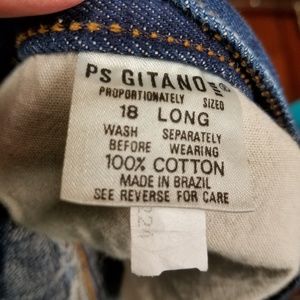 PS GITANO ®
PROPORTIONATELY SIZED
18 LONG
WASH SEPARATELY
BEFORE WEARING
100% COTTON
MADE IN BRAZIL
SEE REVERSE FOR CARE